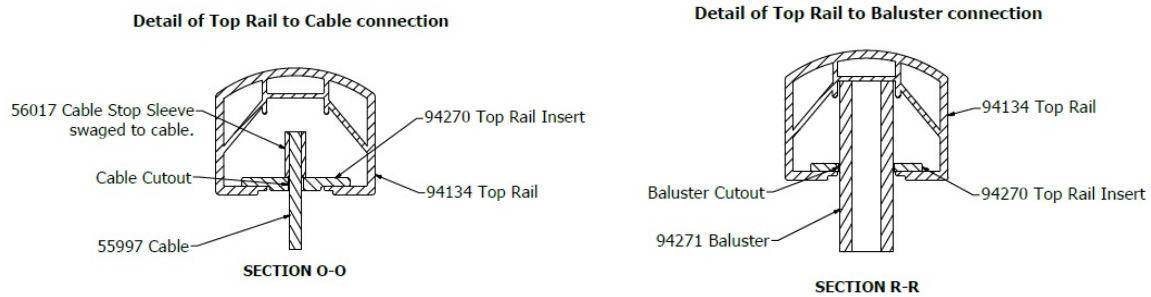 Detail of Top Rail to Cable connection
56017 Cable Stop Sleeve
swaged to cable.
94270 Top Rail Insert
Cable Cutout
94134 Top Rail
55997 Cable
SECTION O-O
Detail of Top Rail to Baluster connection
94134 Top Rail
Baluster Cutout
94270 Top Rail Insert
94271 Baluster
SECTION R-R